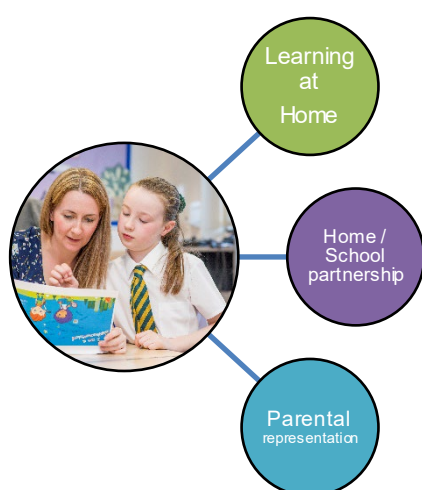 Learning
at
Home
Home /
School
partnership
Parental
representation